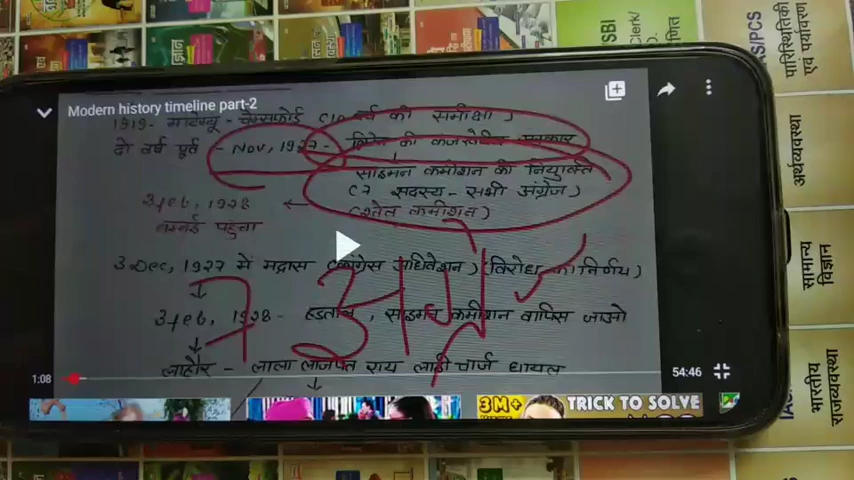 SBI
Clerk/
पारिस्थितिकी
एवं पर्यावरण
अर्थव्यवस्था
सामान्य
विज्ञान
भारतीय
राजव्यवस्था
Modern history timeline part-2
1919- माण्टेग्यू - चेम्सफोर्ड (10 वर्ष की समीक्षा)
दो वर्ष पूर्व - Nov, 1927- ब्रिटेन की कंजरवेटिव सरकार
साइमन कमीशन की नियुक्ति
(7 सदस्य - सभी अंग्रेज)
3 feb, 1928 ← (श्वेत कमीशन)
बम्बई पहुंचा
3 Dec, 1927 में मद्रास (कांग्रेस अधिवेशन) (विरोध का निर्णय)
3 feb, 1928- हड़ताल, साइमन कमीशन वापिस जाओ
लाहौर - लाला लाजपत राय लाठी चार्ज घायल
1:08
54:46
3M+
TRICK TO SOLVE